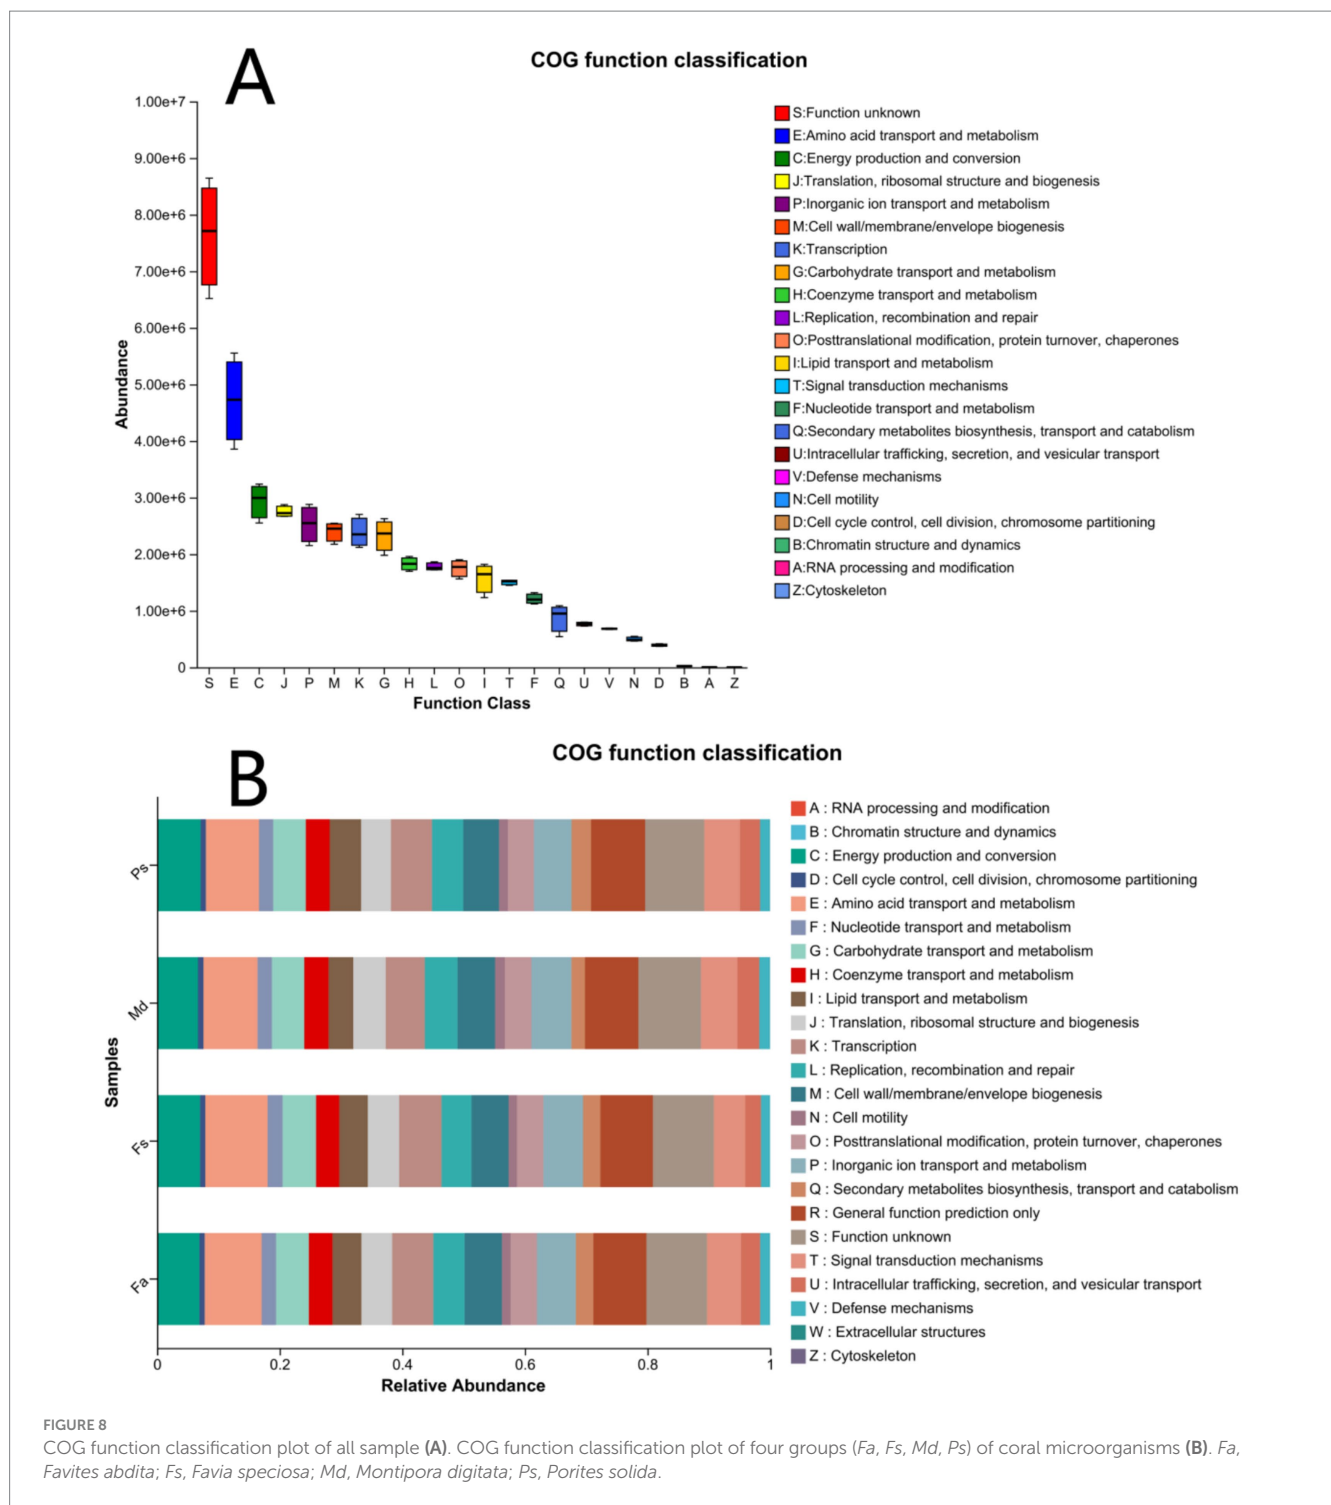 A
COG function classification
1.00e+7
9.00e+6
8.00e+6
7.00e+6
6.00e+6
5.00e+6
4.00e+6
3.00e+6
2.00e+6
1.00e+6
0
Abundance
S E C J P M K G H L O I T F Q U V N D B A Z
Function Class
S:Function unknown
E:Amino acid transport and metabolism
C:Energy production and conversion
J:Translation, ribosomal structure and biogenesis
P:Inorganic ion transport and metabolism
M:Cell wall/membrane/envelope biogenesis
K:Transcription
G:Carbohydrate transport and metabolism
H:Coenzyme transport and metabolism
L:Replication, recombination and repair
O:Posttranslational modification, protein turnover, chaperones
I:Lipid transport and metabolism
T:Signal transduction mechanisms
F:Nucleotide transport and metabolism
Q:Secondary metabolites biosynthesis, transport and catabolism
U:Intracellular trafficking, secretion, and vesicular transport
V:Defense mechanisms
N:Cell motility
D:Cell cycle control, cell division, chromosome partitioning
B:Chromatin structure and dynamics
A:RNA processing and modification
Z:Cytoskeleton
B
COG function classification
Ps
Md
Fs
Fa
Samples
0 0.2 0.4 0.6 0.8 1
Relative Abundance
A : RNA processing and modification
B : Chromatin structure and dynamics
C : Energy production and conversion
D : Cell cycle control, cell division, chromosome partitioning
E : Amino acid transport and metabolism
F : Nucleotide transport and metabolism
G : Carbohydrate transport and metabolism
H : Coenzyme transport and metabolism
I : Lipid transport and metabolism
J : Translation, ribosomal structure and biogenesis
K : Transcription
L : Replication, recombination and repair
M : Cell wall/membrane/envelope biogenesis
N : Cell motility
O : Posttranslational modification, protein turnover, chaperones
P : Inorganic ion transport and metabolism
Q : Secondary metabolites biosynthesis, transport and catabolism
R : General function prediction only
S : Function unknown
T : Signal transduction mechanisms
U : Intracellular trafficking, secretion, and vesicular transport
V : Defense mechanisms
W : Extracellular structures
Z : Cytoskeleton
FIGURE 8
COG function classification plot of all sample (A). COG function classification plot of four groups (Fa, Fs, Md, Ps) of coral microorganisms (B). Fa,
Favites abdita; Fs, Favia speciosa; Md, Montipora digitata; Ps, Porites solida.